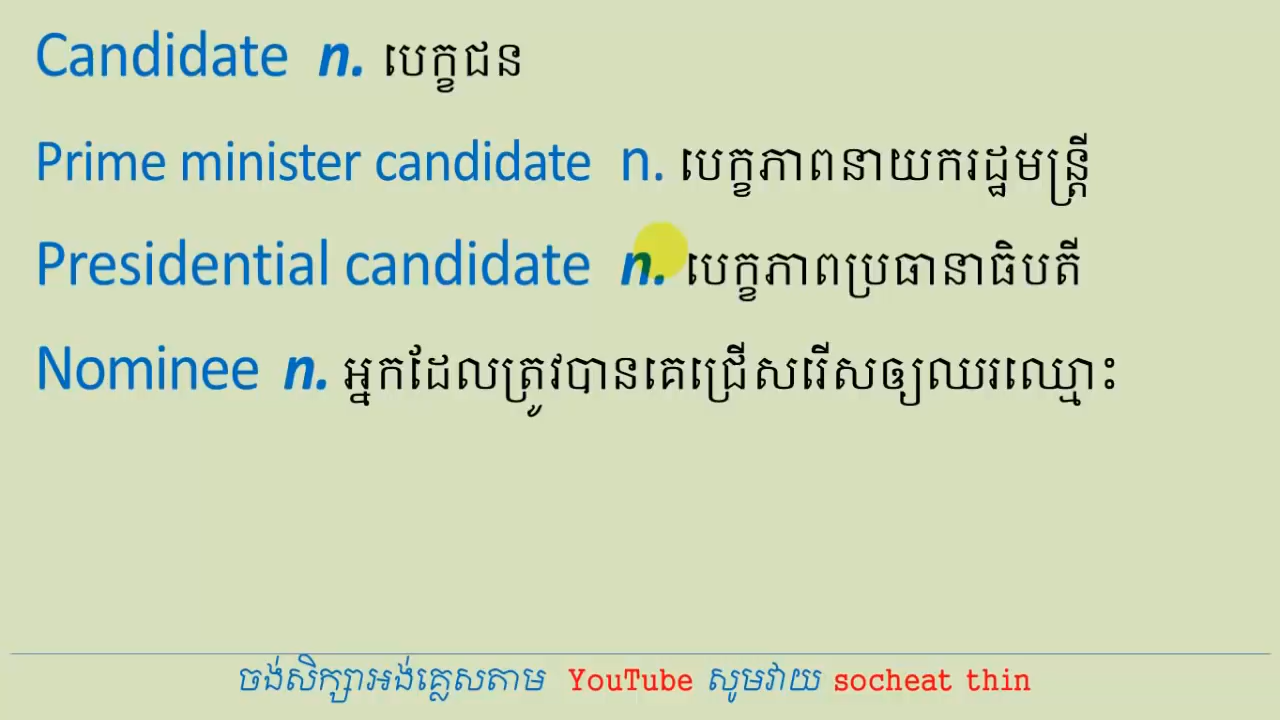 Candidate n. បេក្ខជន
Prime minister candidate n. បេក្ខភាពនាយករដ្ឋមន្ត្រី
Presidential candidate n. បេក្ខភាពប្រធានាធិបតី
Nominee n. អ្នកដែលត្រូវបានគេជ្រើសរើសឲ្យឈរឈ្មោះ
ចង់សិក្សាអង់គ្លេសតាម YouTube សូមវាយ socheat thin